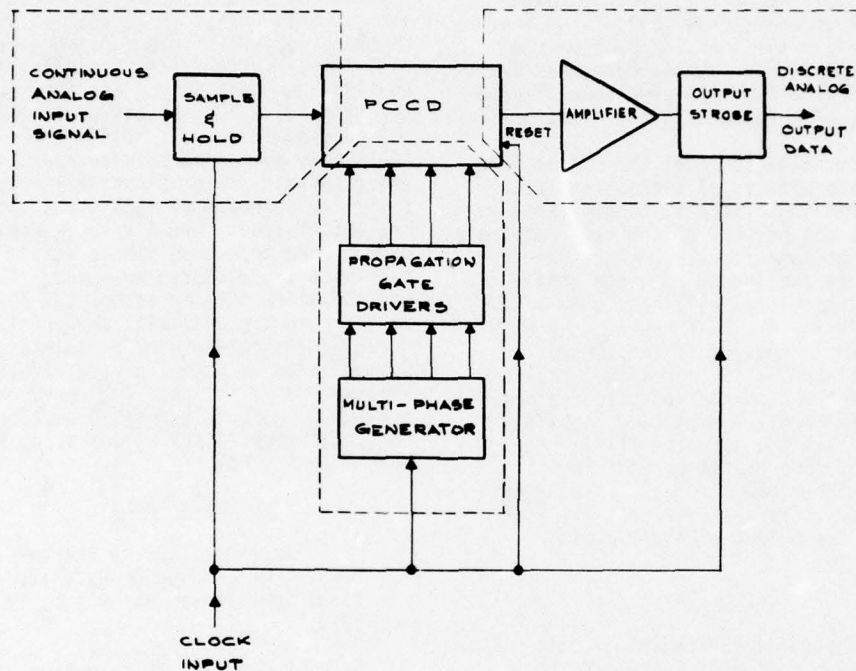 CONTINUOUS
ANALOG
INPUT
SIGNAL
SAMPLE
&
HOLD
PCCD
RESET
AMPLIFIER
OUTPUT
STROBE
DISCRETE
ANALOG
OUTPUT
DATA
PROPAGATION
GATE
DRIVERS
MULTI-PHASE
GENERATOR
CLOCK
INPUT